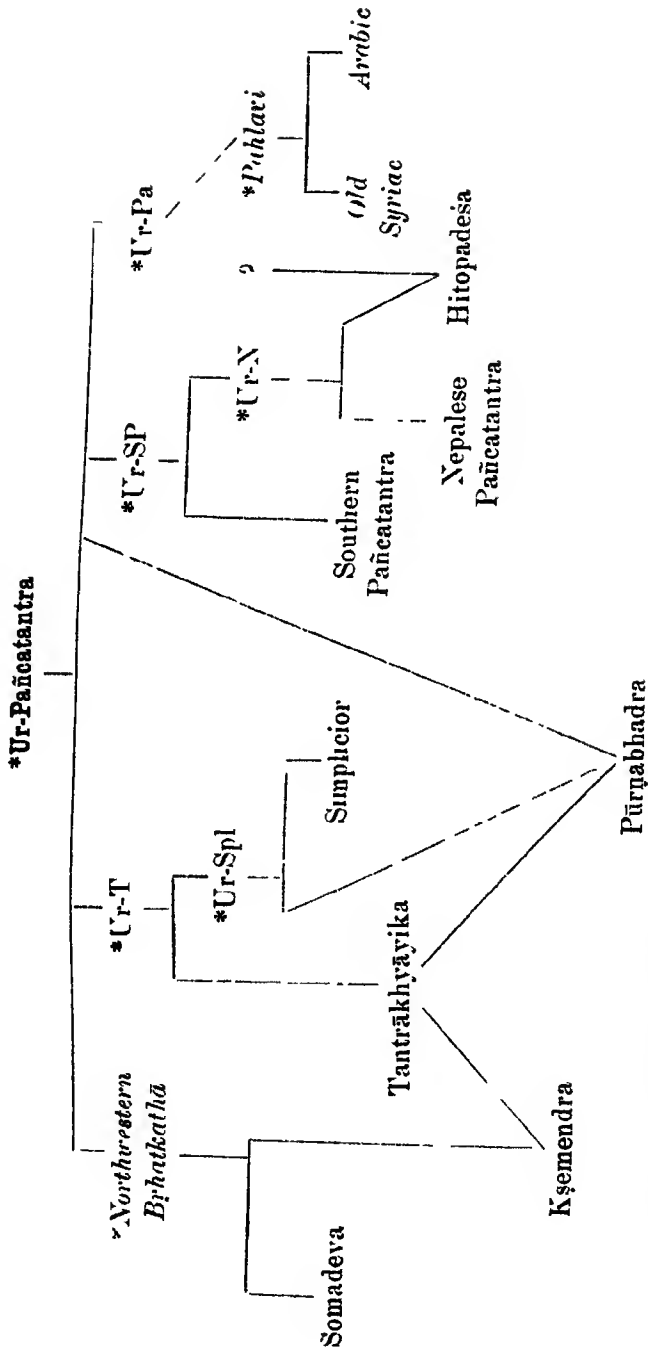 *Ur-Pañcatantra
*Northwestern
Bṛhatkathā
*Ur-T
*Ur-SP
*Ur-Pa
*Ur-Spl
*Ur-N
?
*Pahlavi
Somadeva
Simplicior
Southern
Pañcatantra
Old
Syriac
Arabic
Tantrākhyāyika
Nepalese
Pañcatantra
Hitopadeśa
Kṣemendra
Pūrṇabhadra